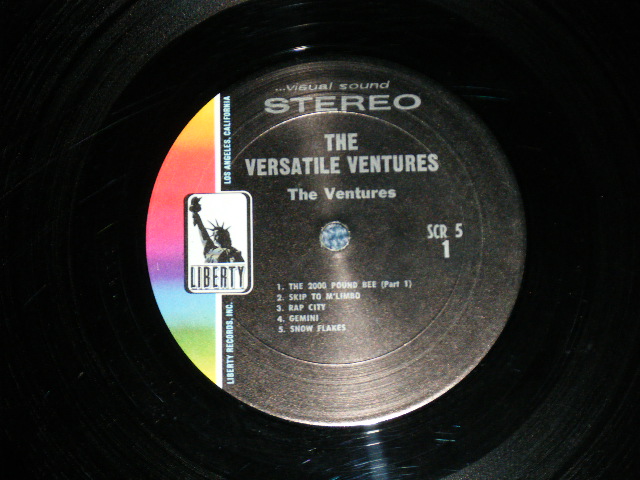 ...visual sound
STEREO
THE
VERSATILE VENTURES
The Ventures
SCR 5
1
1. THE 2000 POUND BEE (Part 1)
2. SKIP TO M'LIMBO
3. RAP CITY
4. GEMINI
5. SNOW FLAKES
LIBERTY
LIBERTY RECORDS, INC.
LOS ANGELES, CALIFORNIA